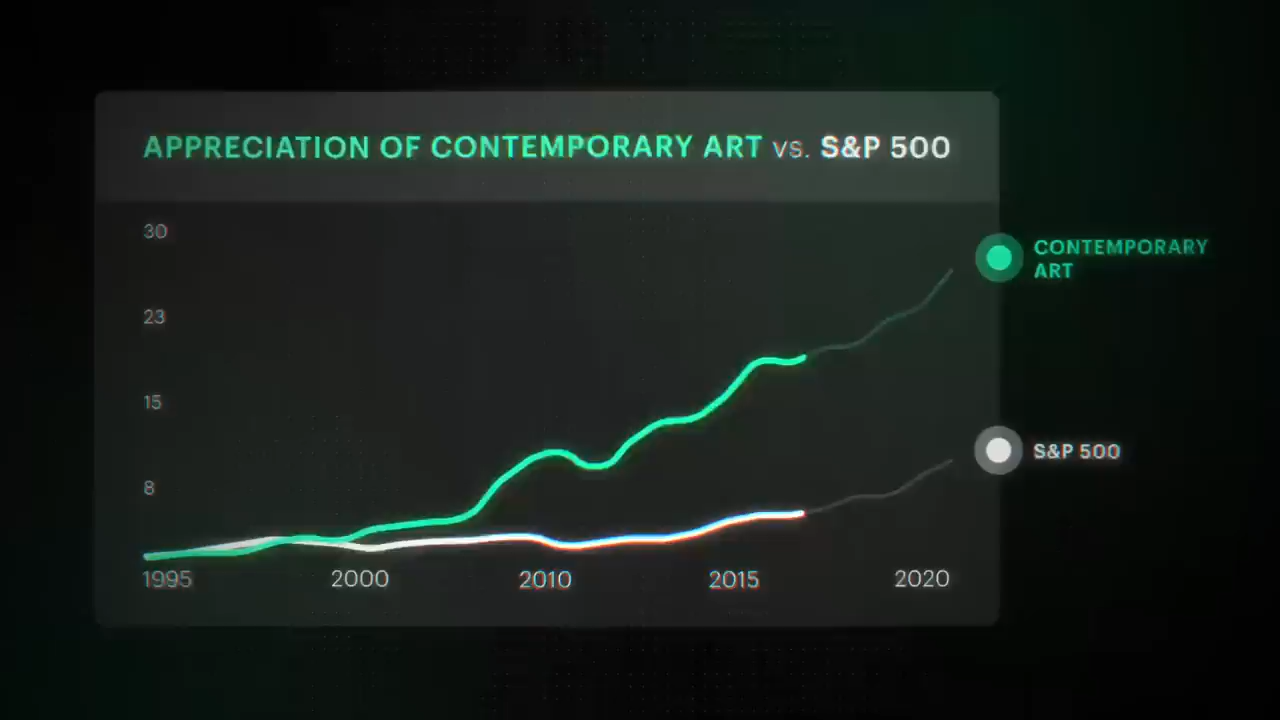 APPRECIATION OF CONTEMPORARY ART vs. S&P 500
30
23
15
8
1995 2000 2010 2015 2020
CONTEMPORARY
ART
S&P 500